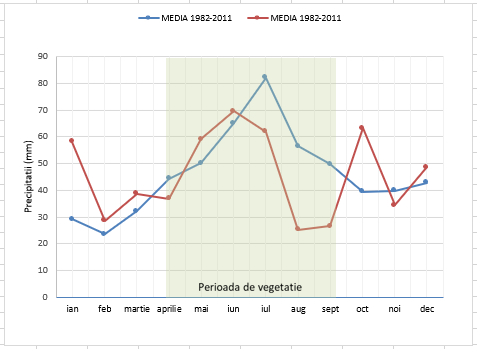 MEDIA 1982-2011 MEDIA 1982-2011
90
80
70
60
50
40
30
20
10
0
Precipitatii (mm)
Perioada de vegetatie
ian feb martie aprilie mai iun iul aug sept oct noi dec